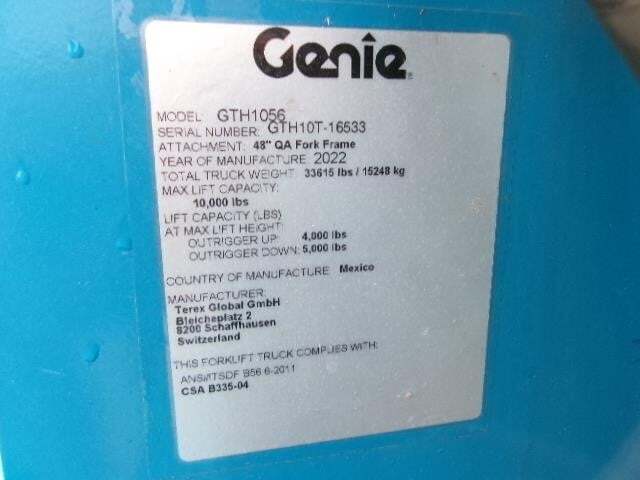 Genie
MODEL: GTH1056
SERIAL NUMBER: GTH10T-16533
ATTACHMENT: 48" QA Fork Frame
YEAR OF MANUFACTURE: 2022
TOTAL TRUCK WEIGHT: 33615 lbs / 15248 kg
MAX LIFT CAPACITY:
10,000 lbs
LIFT CAPACITY (LBS)
AT MAX LIFT HEIGHT:
OUTRIGGER UP: 4,000 lbs
OUTRIGGER DOWN: 5,000 lbs
COUNTRY OF MANUFACTURE: Mexico
MANUFACTURER:
Terex Global GmbH
Bleicheplatz 2
8200 Schaffhausen
Switzerland
THIS FORKLIFT TRUCK COMPLIES WITH:
ANSI/ITSDF B56.6-2011
CSA B335-04